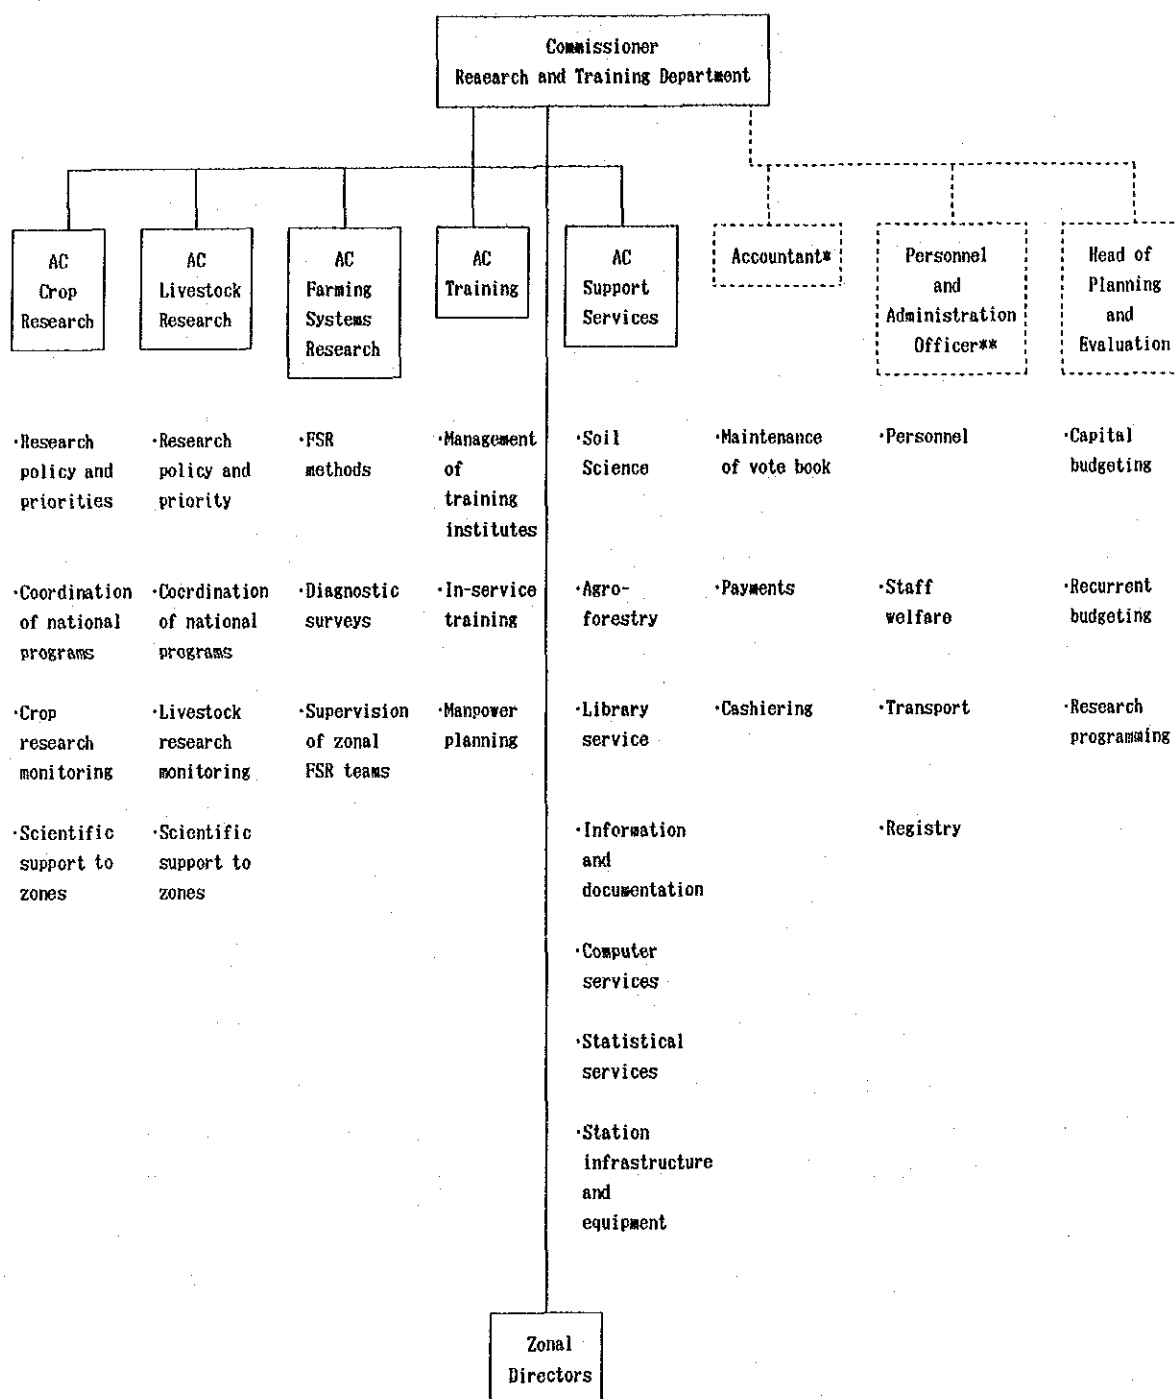 Commissioner
Research and Training Department
AC
Crop
Research
AC
Livestock
Research
AC
Farming
Systems
Research
AC
Training
AC
Support
Services
Accountant*
Personnel
and
Administration
Officer**
Head of
Planning
and
Evaluation
·Research
policy and
priorities
·Coordination
of national
programs
·Crop
research
monitoring
·Scientific
support to
zones
·Research
policy and
priority
·Coordination
of national
programs
·Livestock
research
monitoring
·Scientific
support to
zones
·FSR
methods
·Diagnostic
surveys
·Supervision
of zonal
FSR teams
·Management
of
training
institutes
·In-service
training
·Manpower
planning
·Soil
Science
·Agro-
forestry
·Library
service
·Information
and
documentation
·Computer
services
·Statistical
services
·Station
infrastructure
and
equipment
·Maintenance
of vote book
·Payments
·Cashiering
·Personnel
·Staff
welfare
·Transport
·Registry
·Capital
budgeting
·Recurrent
budgeting
·Research
programming
Zonal
Directors